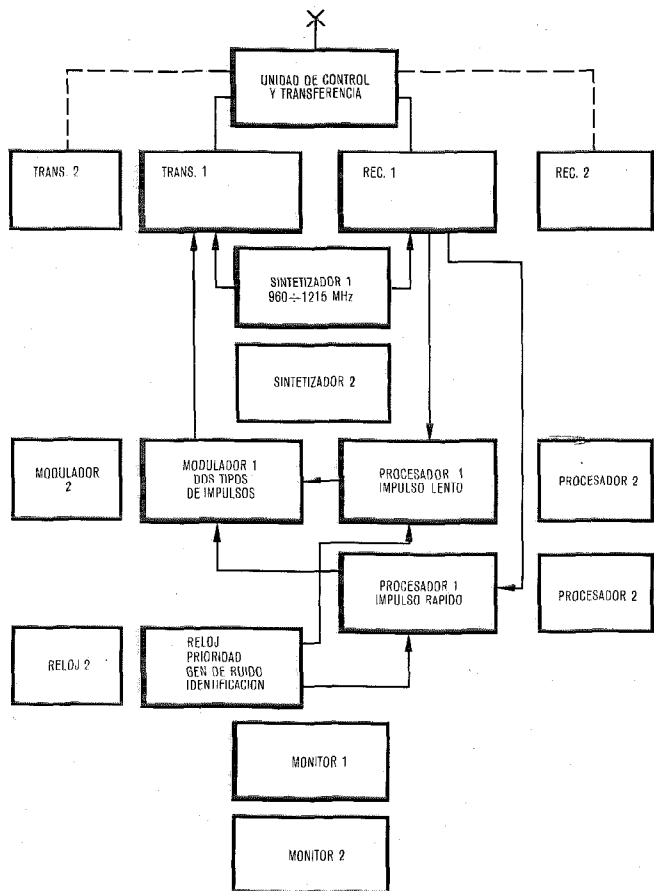 UNIDAD DE CONTROL
Y TRANSFERENCIA
TRANS. 2
TRANS. 1
REC. 1
REC. 2
SINTETIZADOR 1
960÷1215 MHz
SINTETIZADOR 2
MODULADOR
2
MODULADOR 1
DOS TIPOS
DE IMPULSOS
PROCESADOR 1
IMPULSO LENTO
PROCESADOR 2
PROCESADOR 1
IMPULSO RAPIDO
PROCESADOR 2
RELOJ 2
RELOJ
PRIORIDAD
GEN DE RUIDO
IDENTIFICACION
MONITOR 1
MONITOR 2